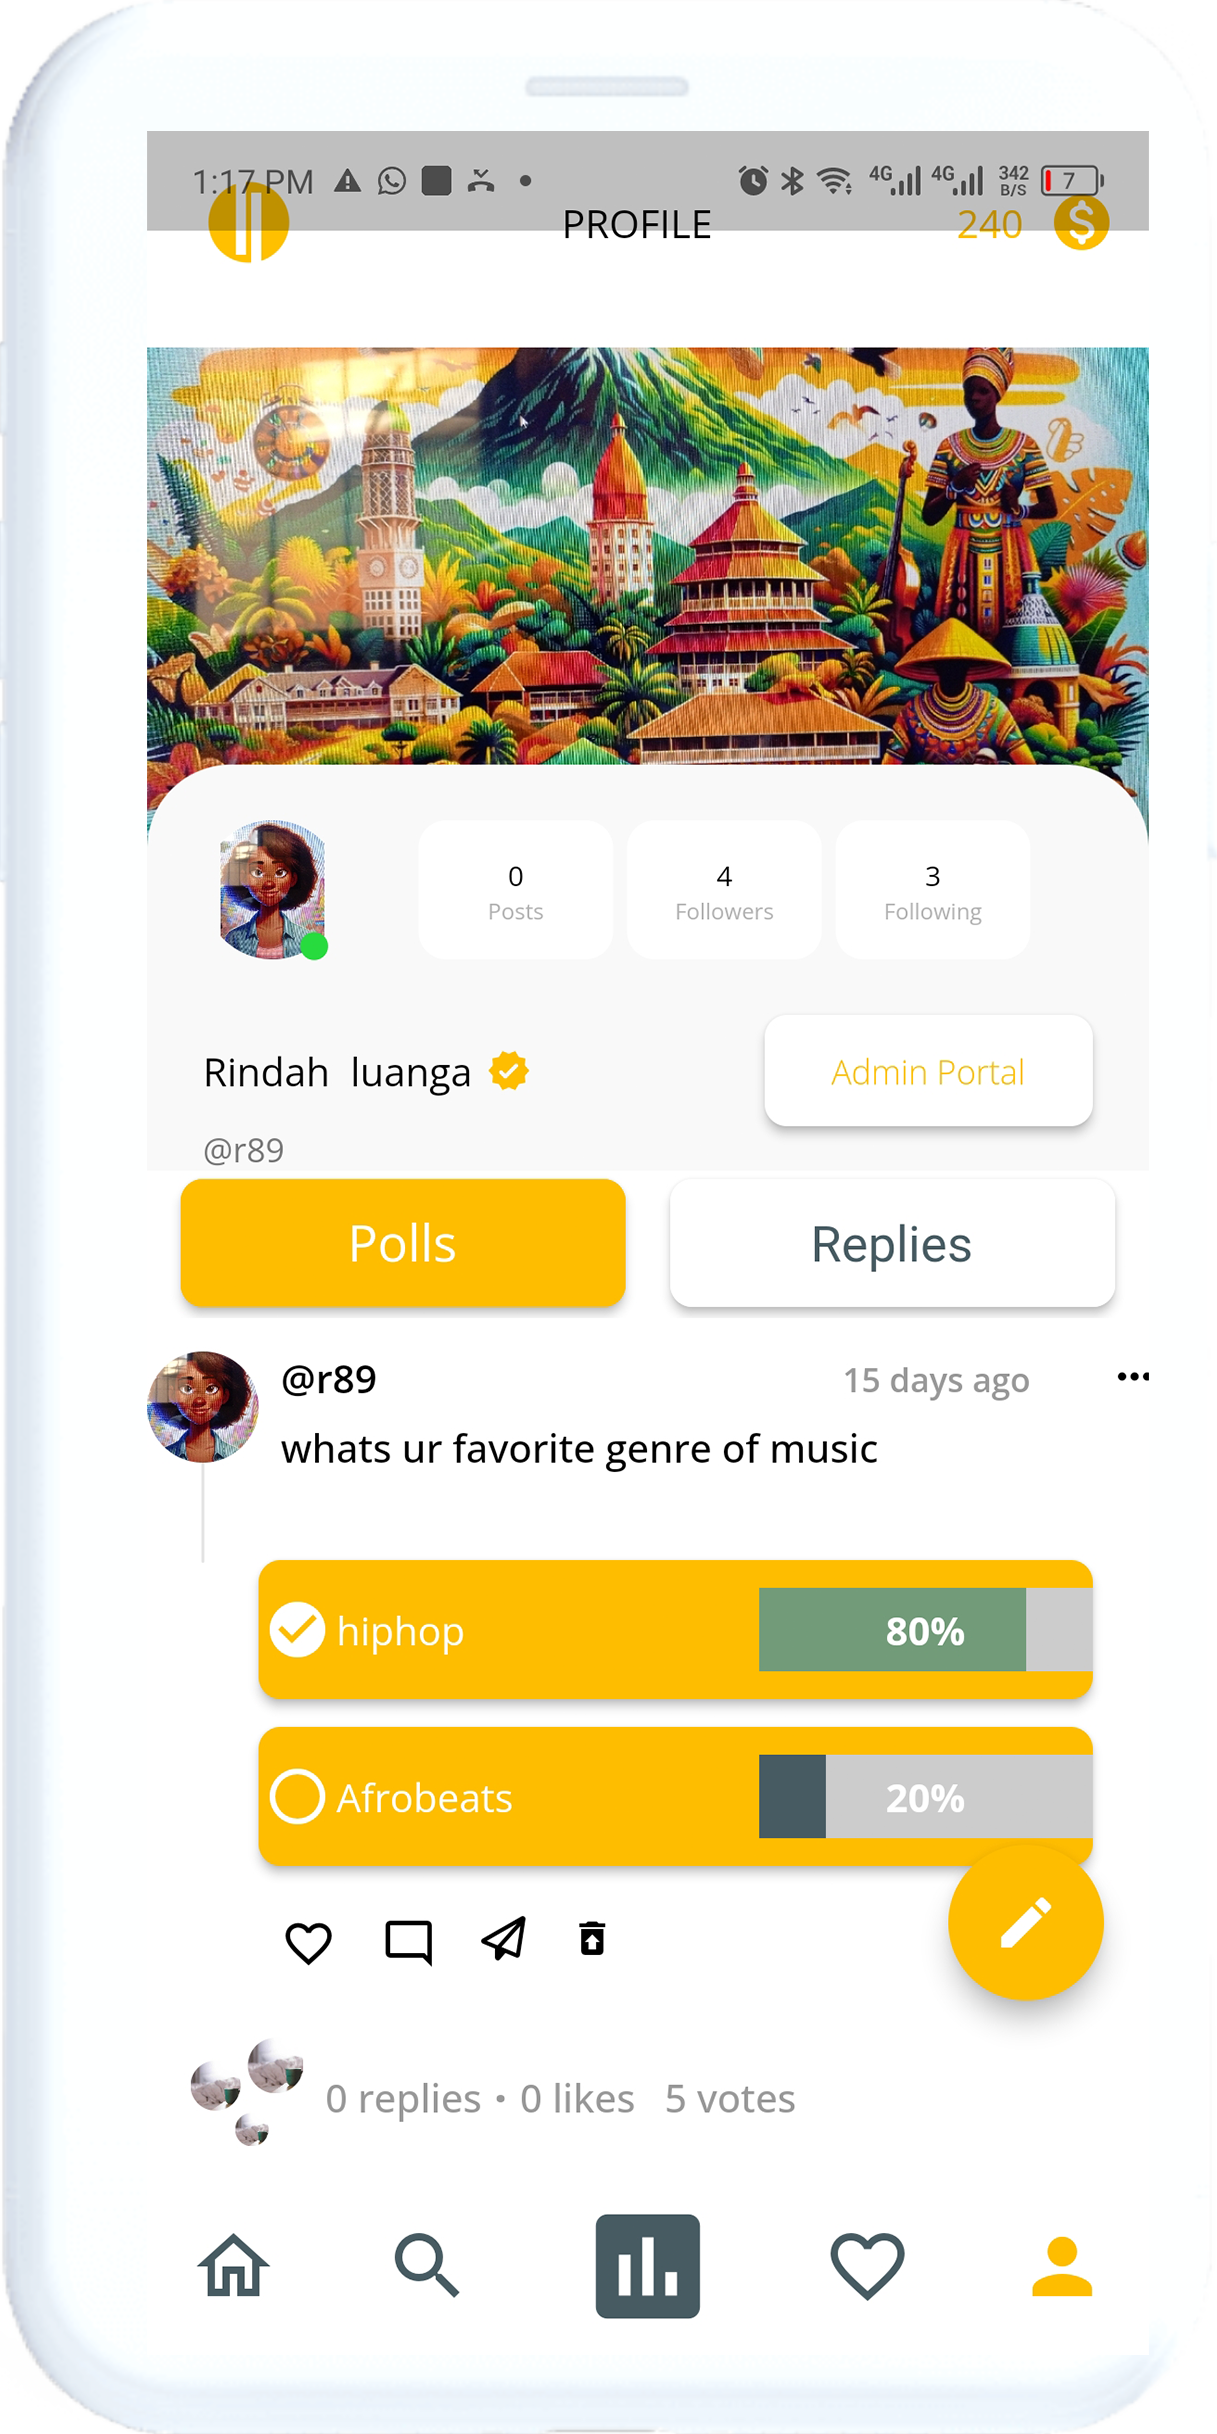 1:17 PM 4G 4G 342 B/S 7
PROFILE 240
0 4 3
Posts Followers Following
Rindah luanga Admin Portal
@r89
Polls Replies
@r89 15 days ago
whats ur favorite genre of music
hiphop 80%
Afrobeats 20%
0 replies • 0 likes 5 votes